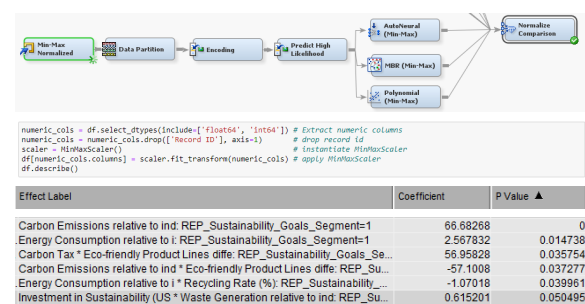 Min-Max
Normalized
Data Partition
Encoding
Predict High
Likelihood
AutoNeural
(Min-Max)
MBR (Min-Max)
Polynomial
(Min-Max)
Normalize
Comparison
numeric_cols = df.select_dtypes(include=['float64', 'int64']) # Extract numeric columns
numeric_cols = numeric_cols.drop(['Record ID'], axis=1) # drop record id
scaler = MinMaxScaler() # instantiate MinMaxScaler
df[numeric_cols.columns] = scaler.fit_transform(numeric_cols) # apply MinMaxScaler
df.describe()
Effect Label Coefficient P Value ▲
Carbon Emissions relative to ind: REP_Sustainability_Goals_Segment=1 66.68268 0
Energy Consumption relative to i: REP_Sustainability_Goals_Segment=1 2.567832 0.014738
Carbon Tax * Eco-friendly Product Lines diffe: REP_Sustainability_Goals_Se... 56.95828 0.035754
Carbon Emissions relative to ind * Eco-friendly Product Lines diffe: REP_Su... -57.1008 0.037277
Energy Consumption relative to i * Recycling Rate (%): REP_Sustainability_... -1.07018 0.039961
Investment in Sustainability (US * Waste Generation relative to ind: REP_Su... 0.615201 0.050495